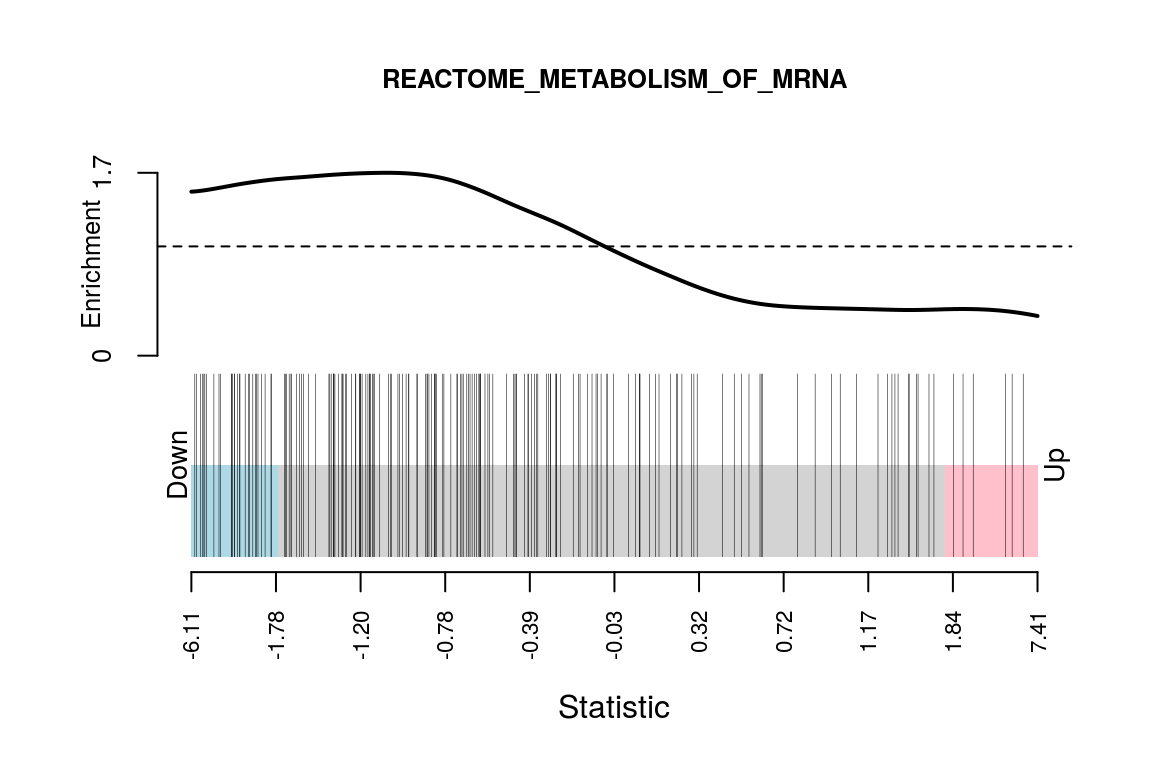 REACTOME_METABOLISM_OF_MRNA
Enrichment
1.7
0
Down
Up
-6.11
-1.78
-1.20
-0.78
-0.39
-0.03
0.32
0.72
1.17
1.84
7.41
Statistic